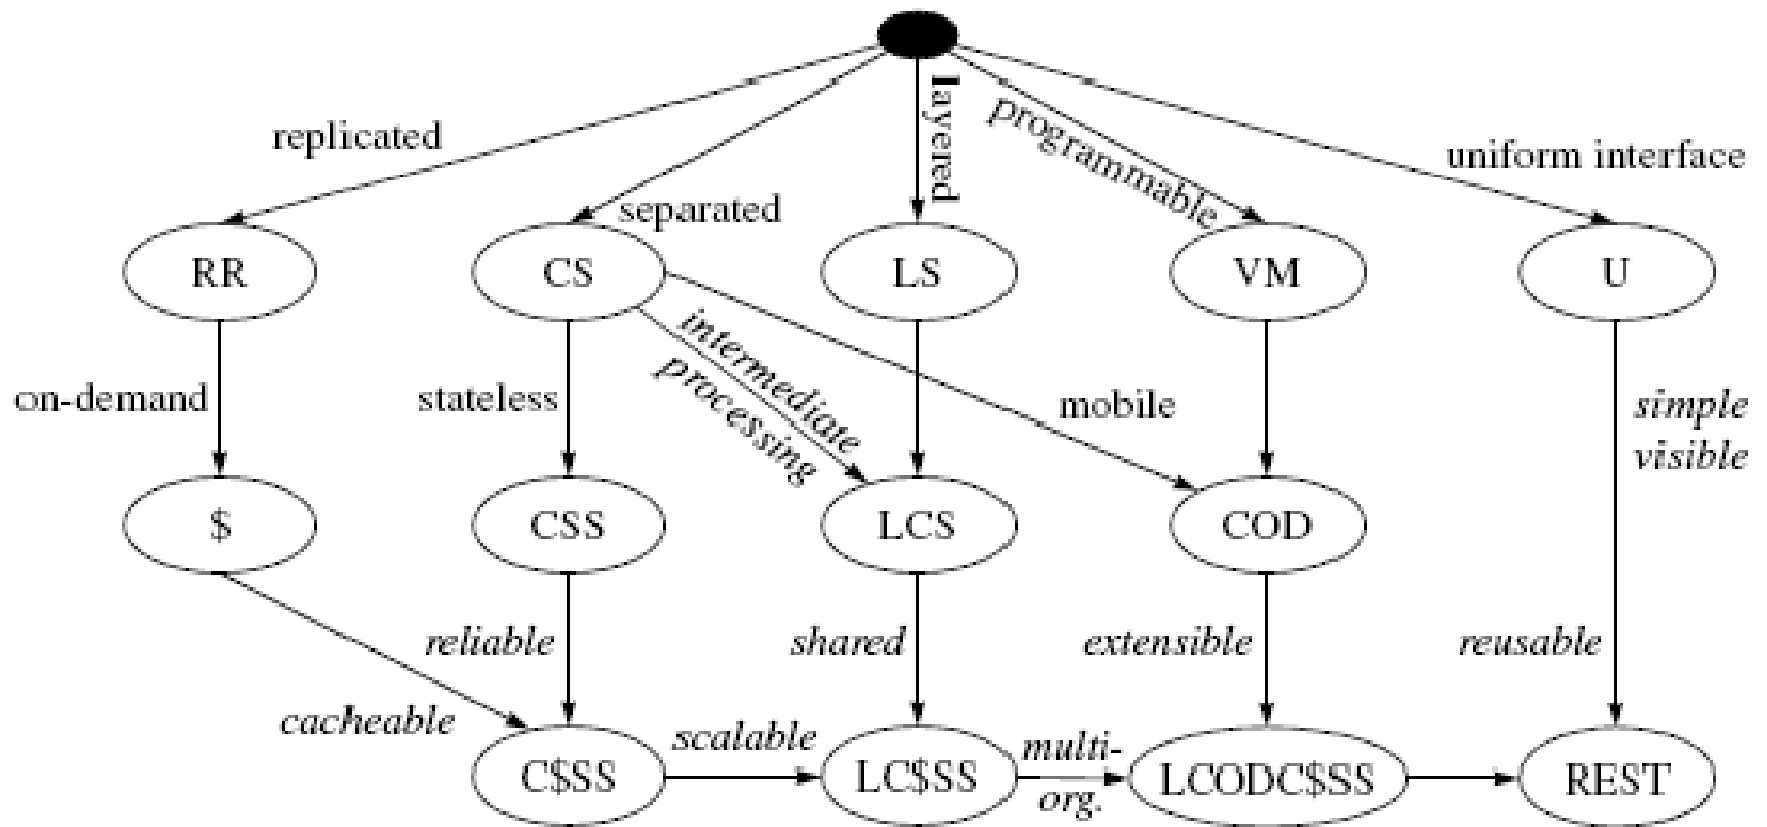 layered
programmable
replicated
uniform interface
separated
RR
CS
LS
VM
U
intermediate
processing
on-demand
stateless
mobile
simple
visible
$
CSS
LCS
COD
reliable
shared
extensible
reusable
cacheable
scalable
multi-
org.
C$SS
LC$SS
LCODC$SS
REST